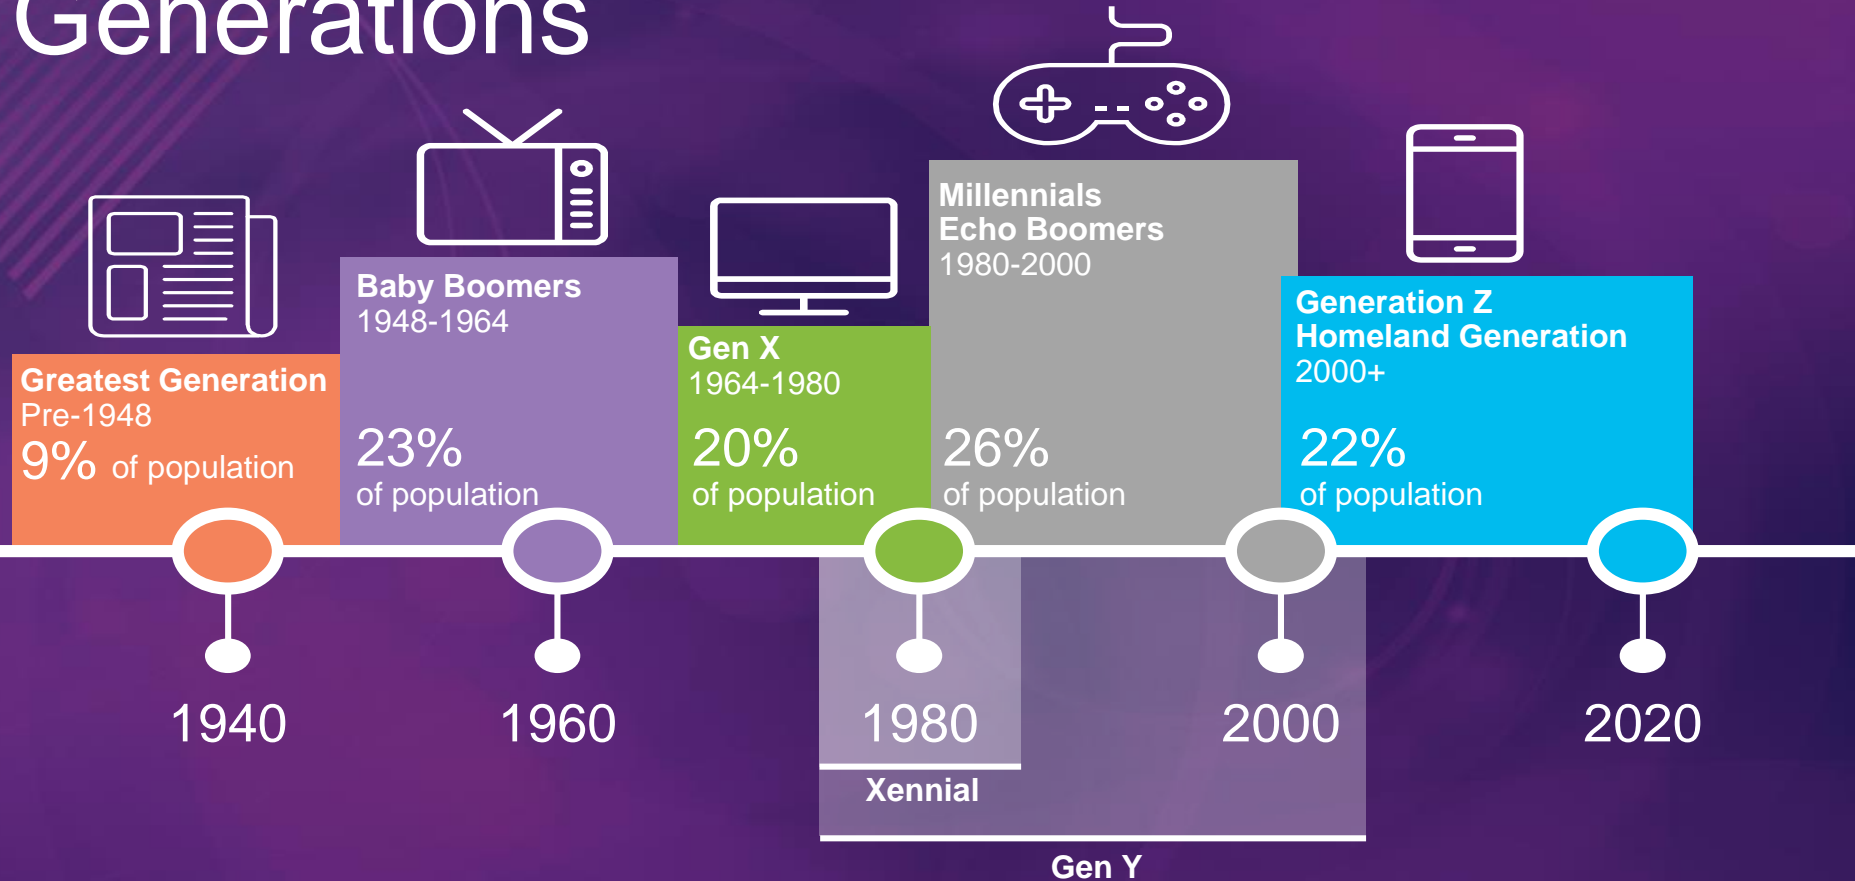 Generations
Greatest Generation
Pre-1948
9% of population
Baby Boomers
1948-1964
23%
of population
Gen X
1964-1980
20%
of population
Millennials
Echo Boomers
1980-2000
26%
of population
Generation Z
Homeland Generation
2000+
22%
of population
1940
1960
1980
2000
2020
Xennial
Gen Y